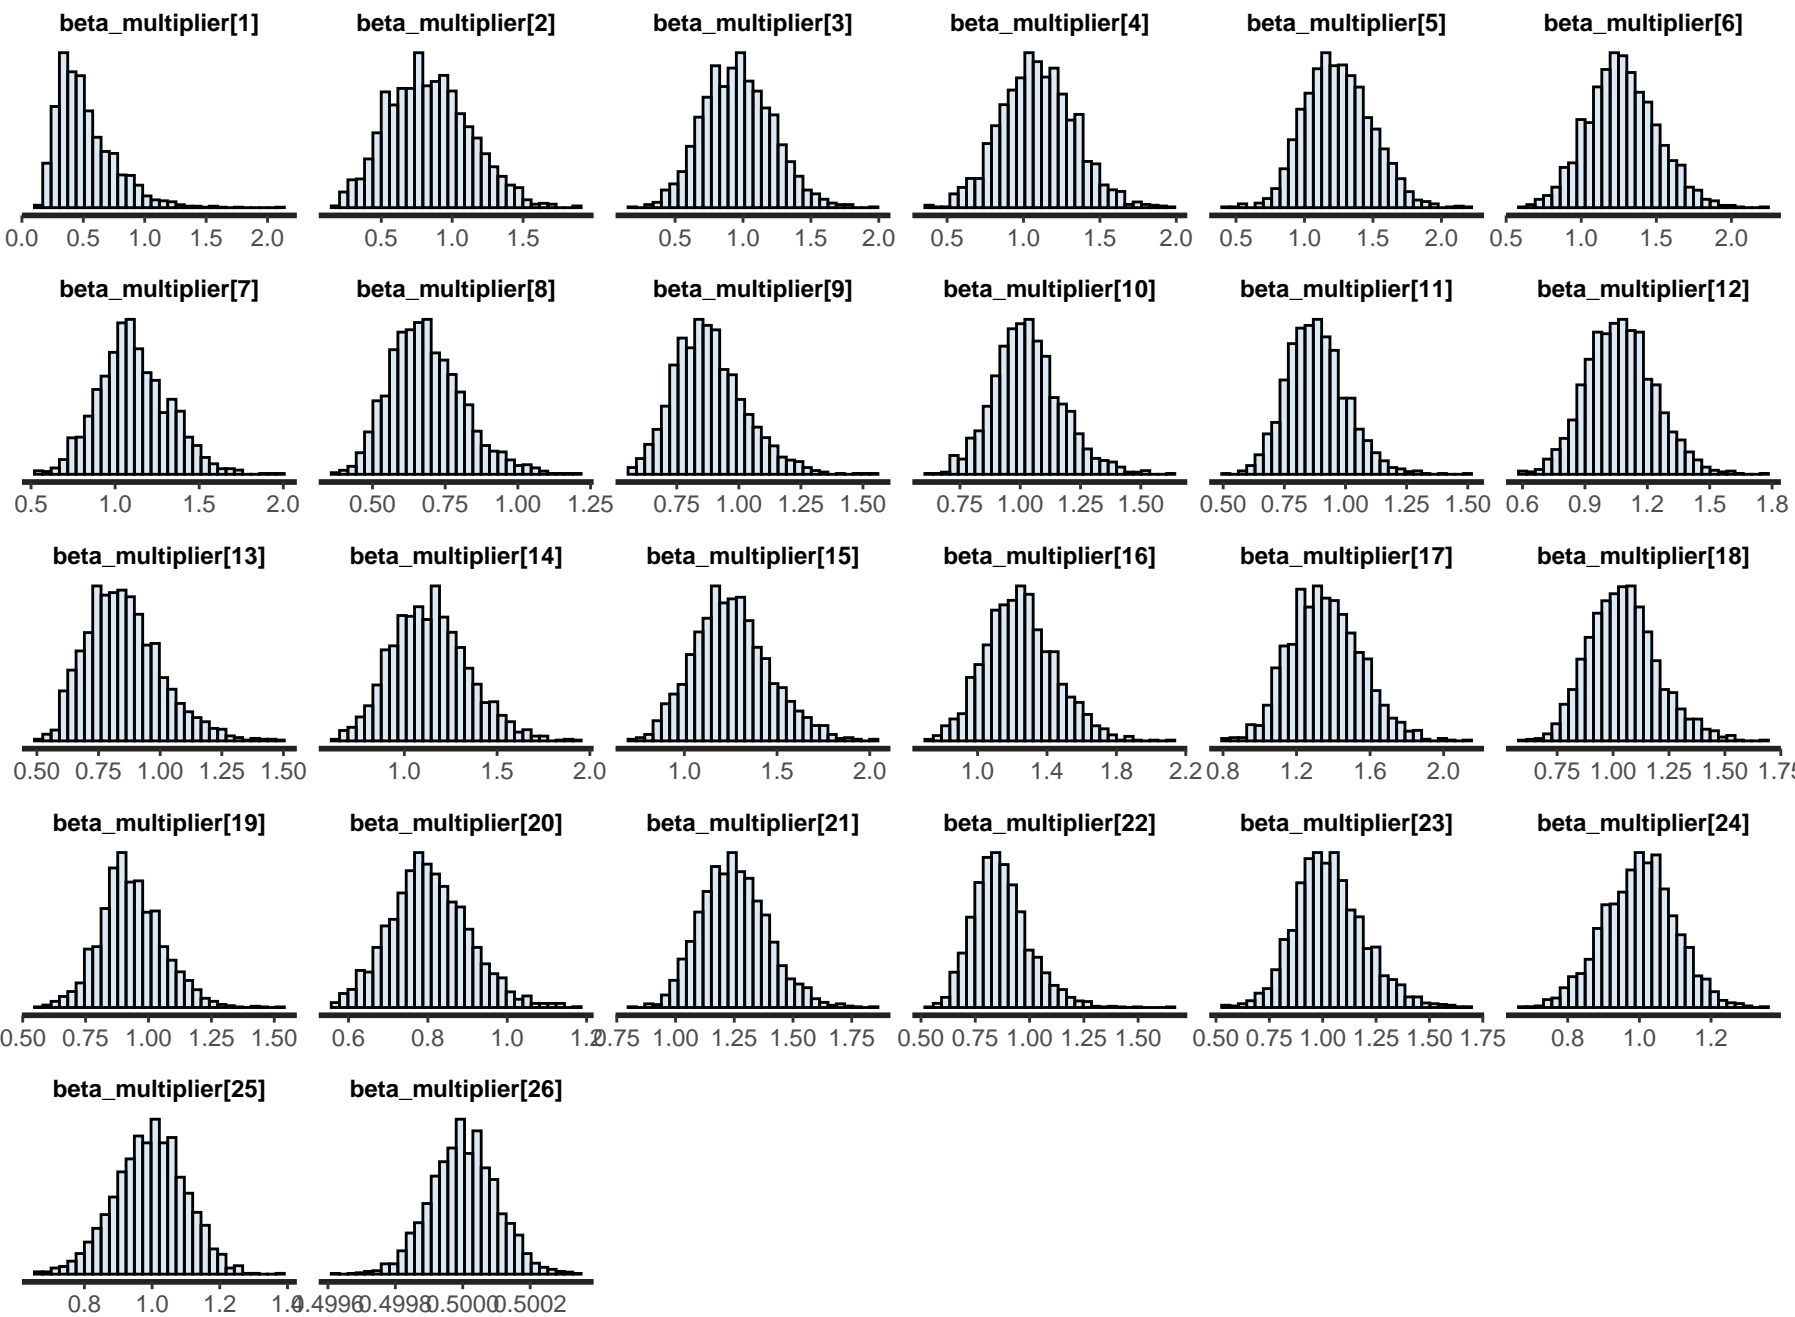 beta_multiplier[1] beta_multiplier[2] beta_multiplier[3] beta_multiplier[4] beta_multiplier[5] beta_multiplier[6]
0.0 0.5 1.0 1.5 2.0 0.5 1.0 1.5 0.5 1.0 1.5 2.0 0.5 1.0 1.5 2.0 0.5 1.0 1.5 2.0 0.5 1.0 1.5 2.0
beta_multiplier[7] beta_multiplier[8] beta_multiplier[9] beta_multiplier[10] beta_multiplier[11] beta_multiplier[12]
0.5 1.0 1.5 2.0 0.50 0.75 1.00 1.25 0.75 1.00 1.25 1.50 0.75 1.00 1.25 1.50 0.50 0.75 1.00 1.25 1.50 0.6 0.9 1.2 1.5 1.8
beta_multiplier[13] beta_multiplier[14] beta_multiplier[15] beta_multiplier[16] beta_multiplier[17] beta_multiplier[18]
0.50 0.75 1.00 1.25 1.50 1.0 1.5 2.0 1.0 1.5 2.0 1.0 1.4 1.8 2.2 0.8 1.2 1.6 2.0 0.75 1.00 1.25 1.50 1.75
beta_multiplier[19] beta_multiplier[20] beta_multiplier[21] beta_multiplier[22] beta_multiplier[23] beta_multiplier[24]
0.50 0.75 1.00 1.25 1.50 0.6 0.8 1.0 1.2 0.75 1.00 1.25 1.50 1.75 0.50 0.75 1.00 1.25 1.50 0.50 0.75 1.00 1.25 1.50 1.75 0.8 1.0 1.2
beta_multiplier[25] beta_multiplier[26]
0.8 1.0 1.2 1.4 0.4996 0.4998 0.5000 0.5002